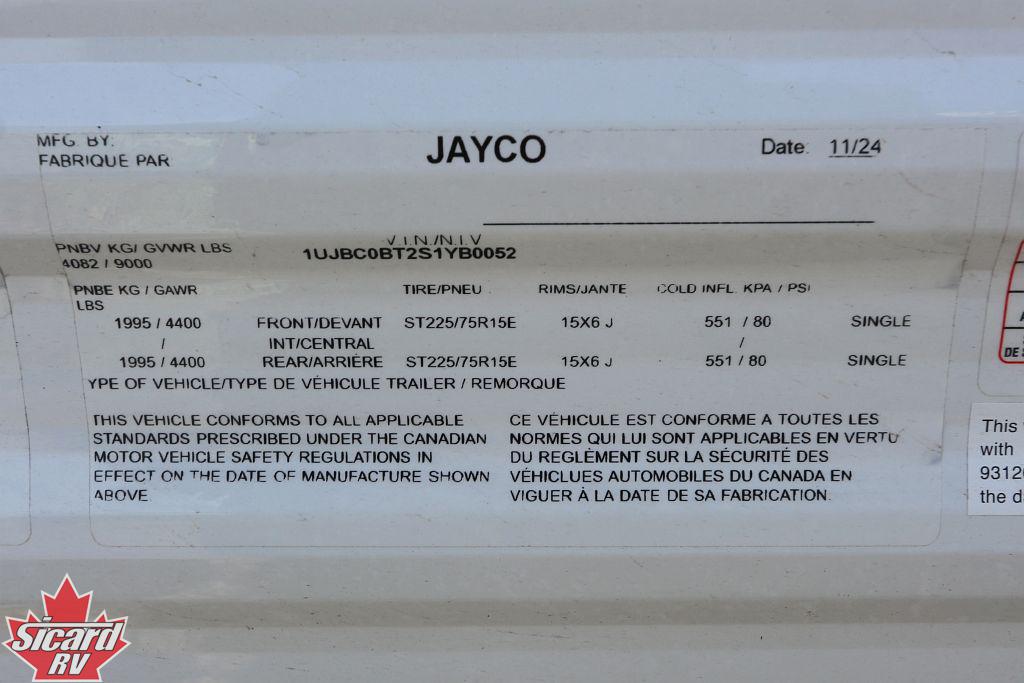 MFG. BY:
FABRIQUE PAR
JAYCO
Date: 11/24
V.I.N./N.I.V
PNBV KG/ GVWR LBS
4082 / 9000
1UJBC0BT2S1YB0052
PNBE KG / GAWR LBS TIRE/PNEU RIMS/JANTE COLD INFL. KPA / PSI
1995 / 4400 FRONT/DEVANT ST225/75R15E 15X6 J 551 / 80 SINGLE
/ INT/CENTRAL /
1995 / 4400 REAR/ARRIÈRE ST225/75R15E 15X6 J 551 / 80 SINGLE
YPE OF VEHICLE/TYPE DE VÉHICULE TRAILER / REMORQUE
THIS VEHICLE CONFORMS TO ALL APPLICABLE
STANDARDS PRESCRIBED UNDER THE CANADIAN
MOTOR VEHICLE SAFETY REGULATIONS IN
EFFECT ON THE DATE OF MANUFACTURE SHOWN
ABOVE.
CE VÉHICULE EST CONFORME A TOUTES LES
NORMES QUI LUI SONT APPLICABLES EN VERTU
DU REGLÈMENT SUR LA SÉCURITÉ DES
VÉHICLUES AUTOMOBILES DU CANADA EN
VIGUER À LA DATE DE SA FABRICATION.
DE
This
with
9312
the d
Sicard
RV